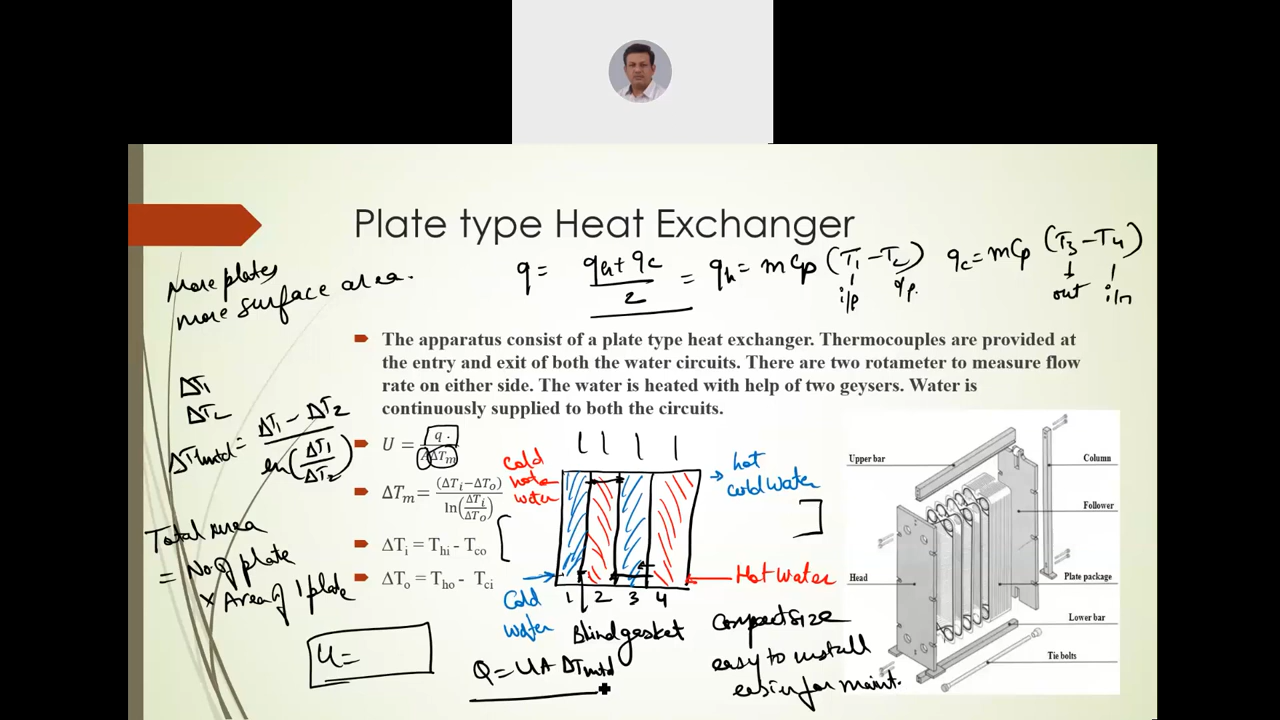 Plate type Heat Exchanger
More plates
more surface area.
q = (qh + qc) / 2 = qh = mCp (T1 - T2) qc = mCp (T3 - T4)
i/p o/p. out i/n
The apparatus consist of a plate type heat exchanger. Thermocouples are provided at
the entry and exit of both the water circuits. There are two rotameter to measure flow
rate on either side. The water is heated with help of two geysers. Water is
continuously supplied to both the circuits.
ΔT1
ΔT2
ΔTlmtd = (ΔT1 - ΔT2) / ln(ΔT1 / ΔT2)
U = q / (AΔTm)
ΔTm = (ΔTi−ΔTo) / ln(ΔTi / ΔTo)
ΔTi = Thi - Tco
ΔTo = Tho - Tci
Total Area
= No of plate
x Area of 1 plate
U =
cold
water
hot
cold water
Hot water
Cold
water
1 2 3 4
Blind gasket
Q = UA ΔTlmtd
Compact size
easy to install
easier for maint.
Upper bar
Column
Follower
Head
Plate package
Lower bar
Tie bolts